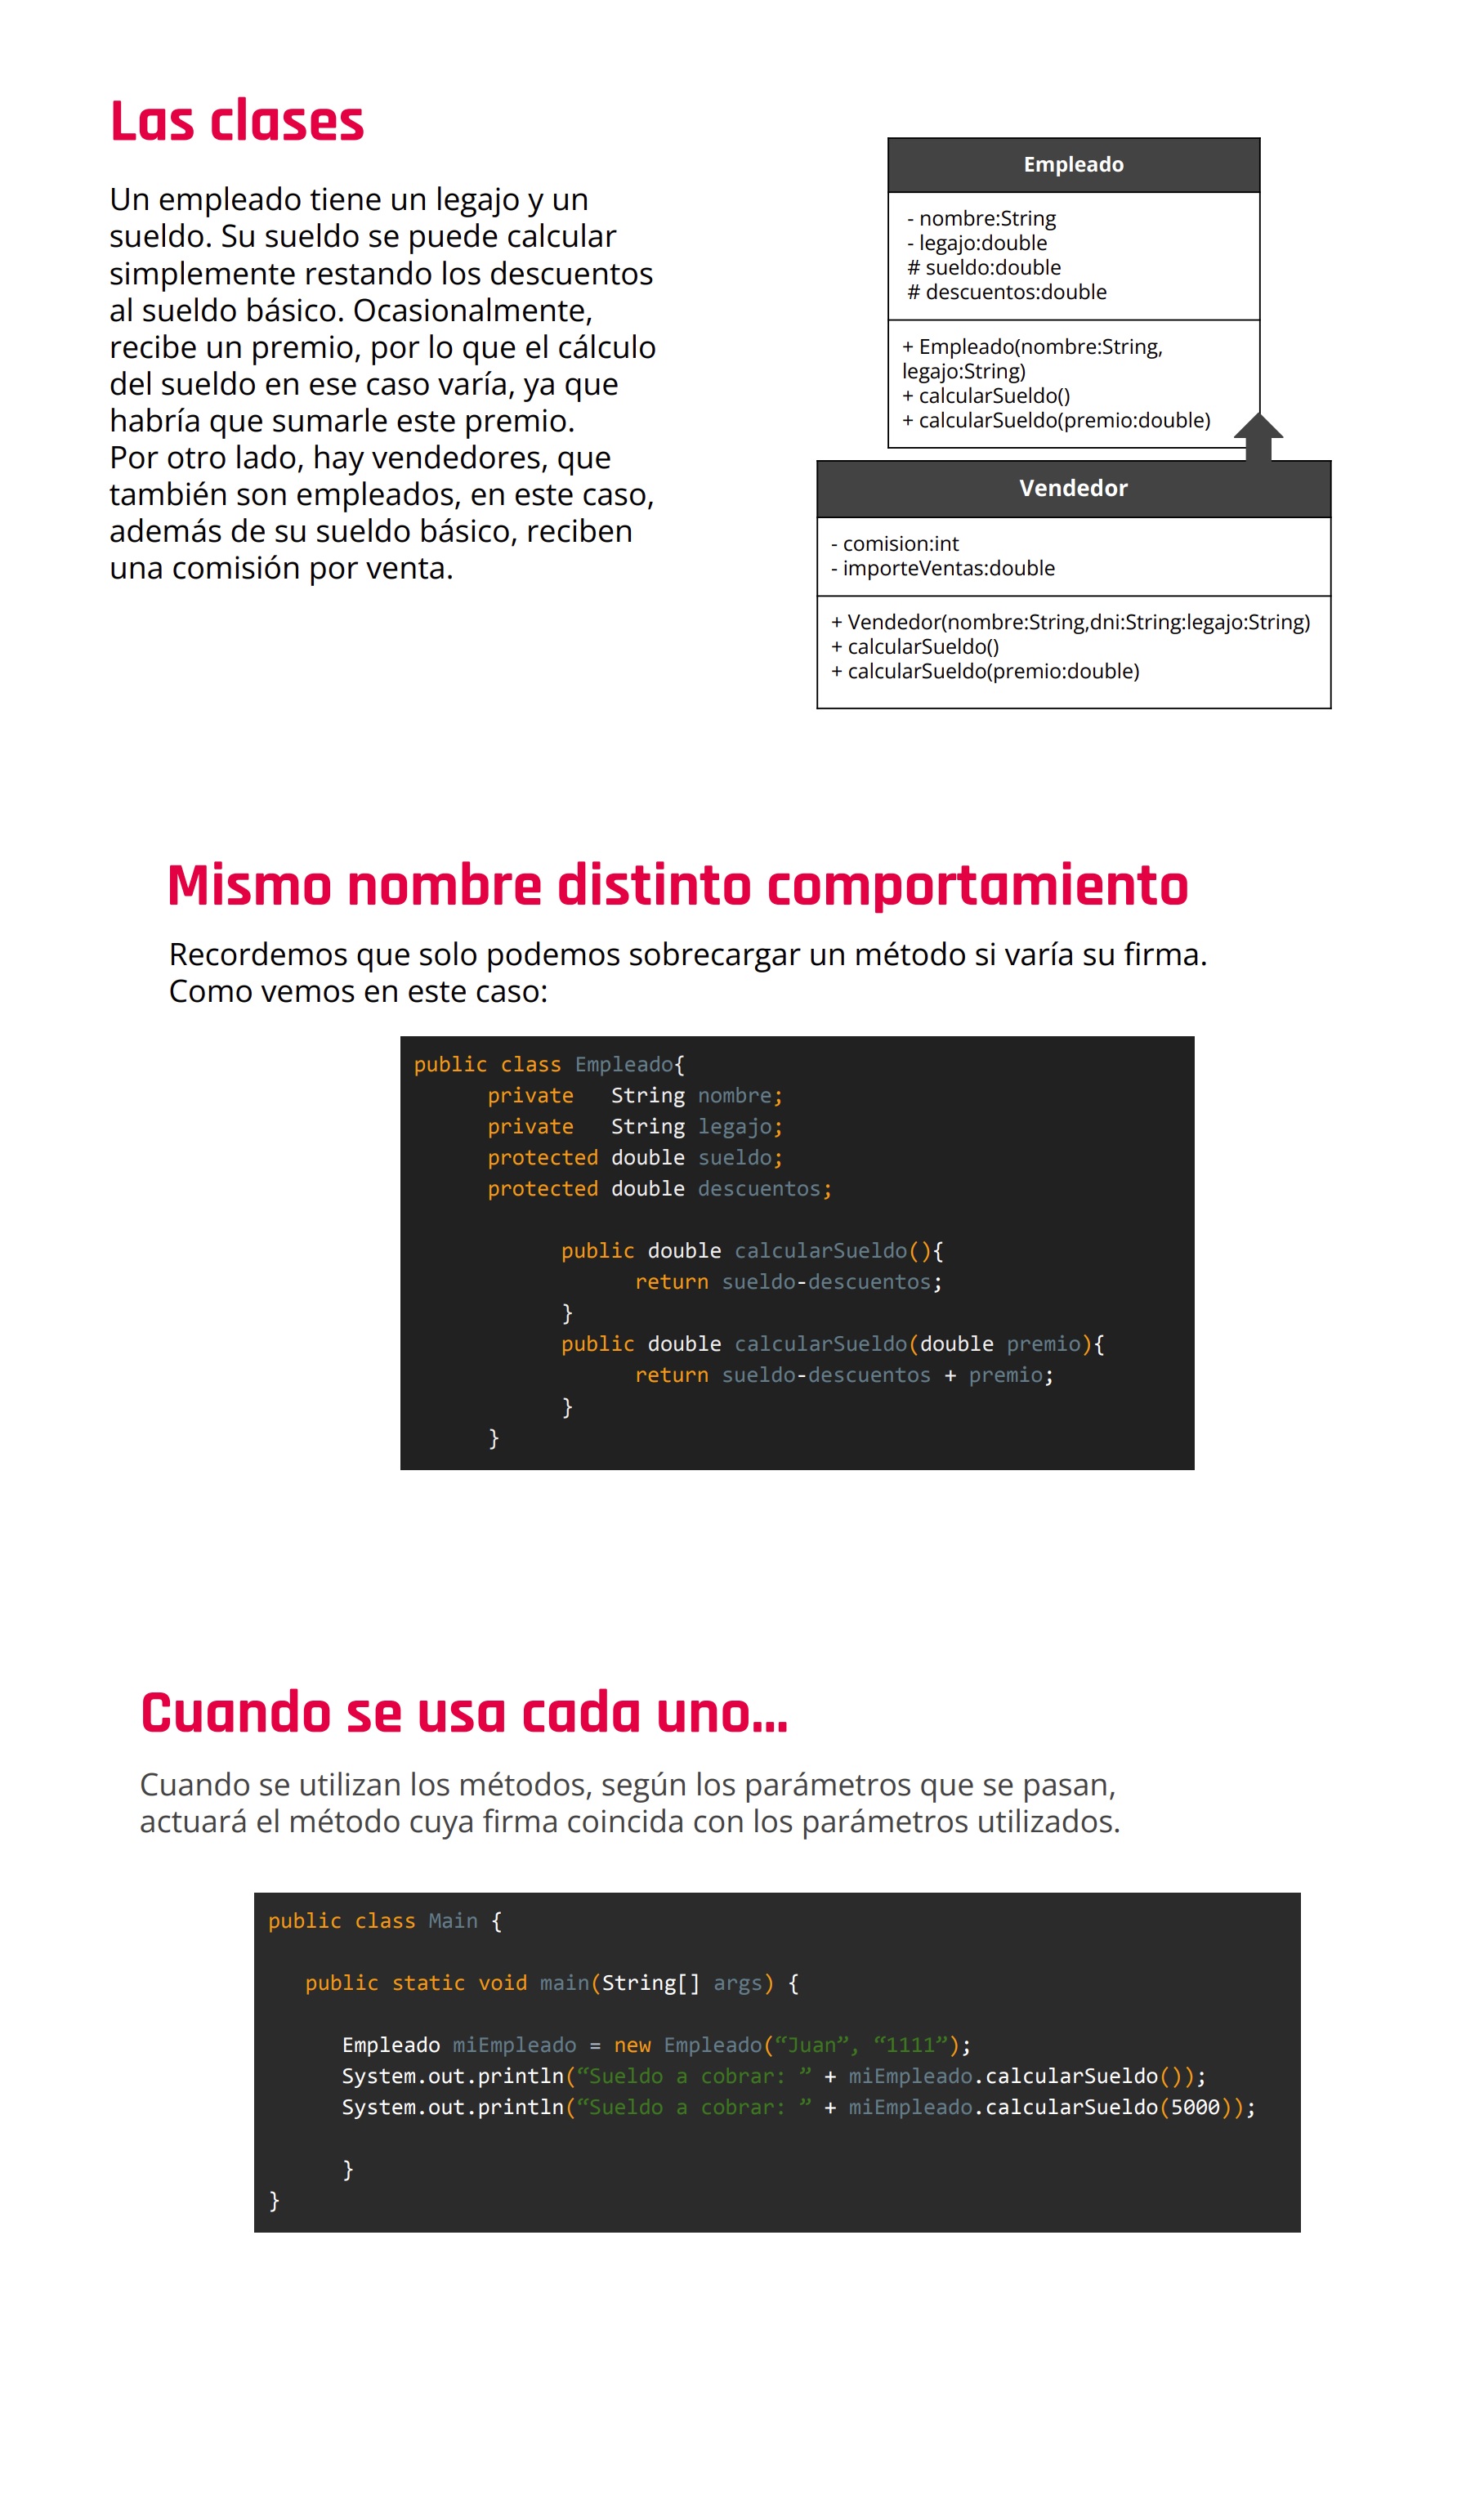 Las clases
Un empleado tiene un legajo y un
sueldo. Su sueldo se puede calcular
simplemente restando los descuentos
al sueldo básico. Ocasionalmente,
recibe un premio, por lo que el cálculo
del sueldo en ese caso varía, ya que
habría que sumarle este premio.
Por otro lado, hay vendedores, que
también son empleados, en este caso,
además de su sueldo básico, reciben
una comisión por venta.
Empleado
- nombre:String
- legajo:double
# sueldo:double
# descuentos:double
+ Empleado(nombre:String,
legajo:String)
+ calcularSueldo()
+ calcularSueldo(premio:double)
Vendedor
- comision:int
- importeVentas:double
+ Vendedor(nombre:String,dni:String:legajo:String)
+ calcularSueldo()
+ calcularSueldo(premio:double)
Mismo nombre distinto comportamiento
Recordemos que solo podemos sobrecargar un método si varía su firma.
Como vemos en este caso:
public class Empleado{
private String nombre;
private String legajo;
protected double sueldo;
protected double descuentos;
public double calcularSueldo(){
return sueldo-descuentos;
}
public double calcularSueldo(double premio){
return sueldo-descuentos + premio;
}
}
Cuando se usa cada uno...
Cuando se utilizan los métodos, según los parámetros que se pasan,
actuará el método cuya firma coincida con los parámetros utilizados.
public class Main {
public static void main(String[] args) {
Empleado miEmpleado = new Empleado(“Juan”, “1111”);
System.out.println(“Sueldo a cobrar: ” + miEmpleado.calcularSueldo());
System.out.println(“Sueldo a cobrar: ” + miEmpleado.calcularSueldo(5000));
}
}